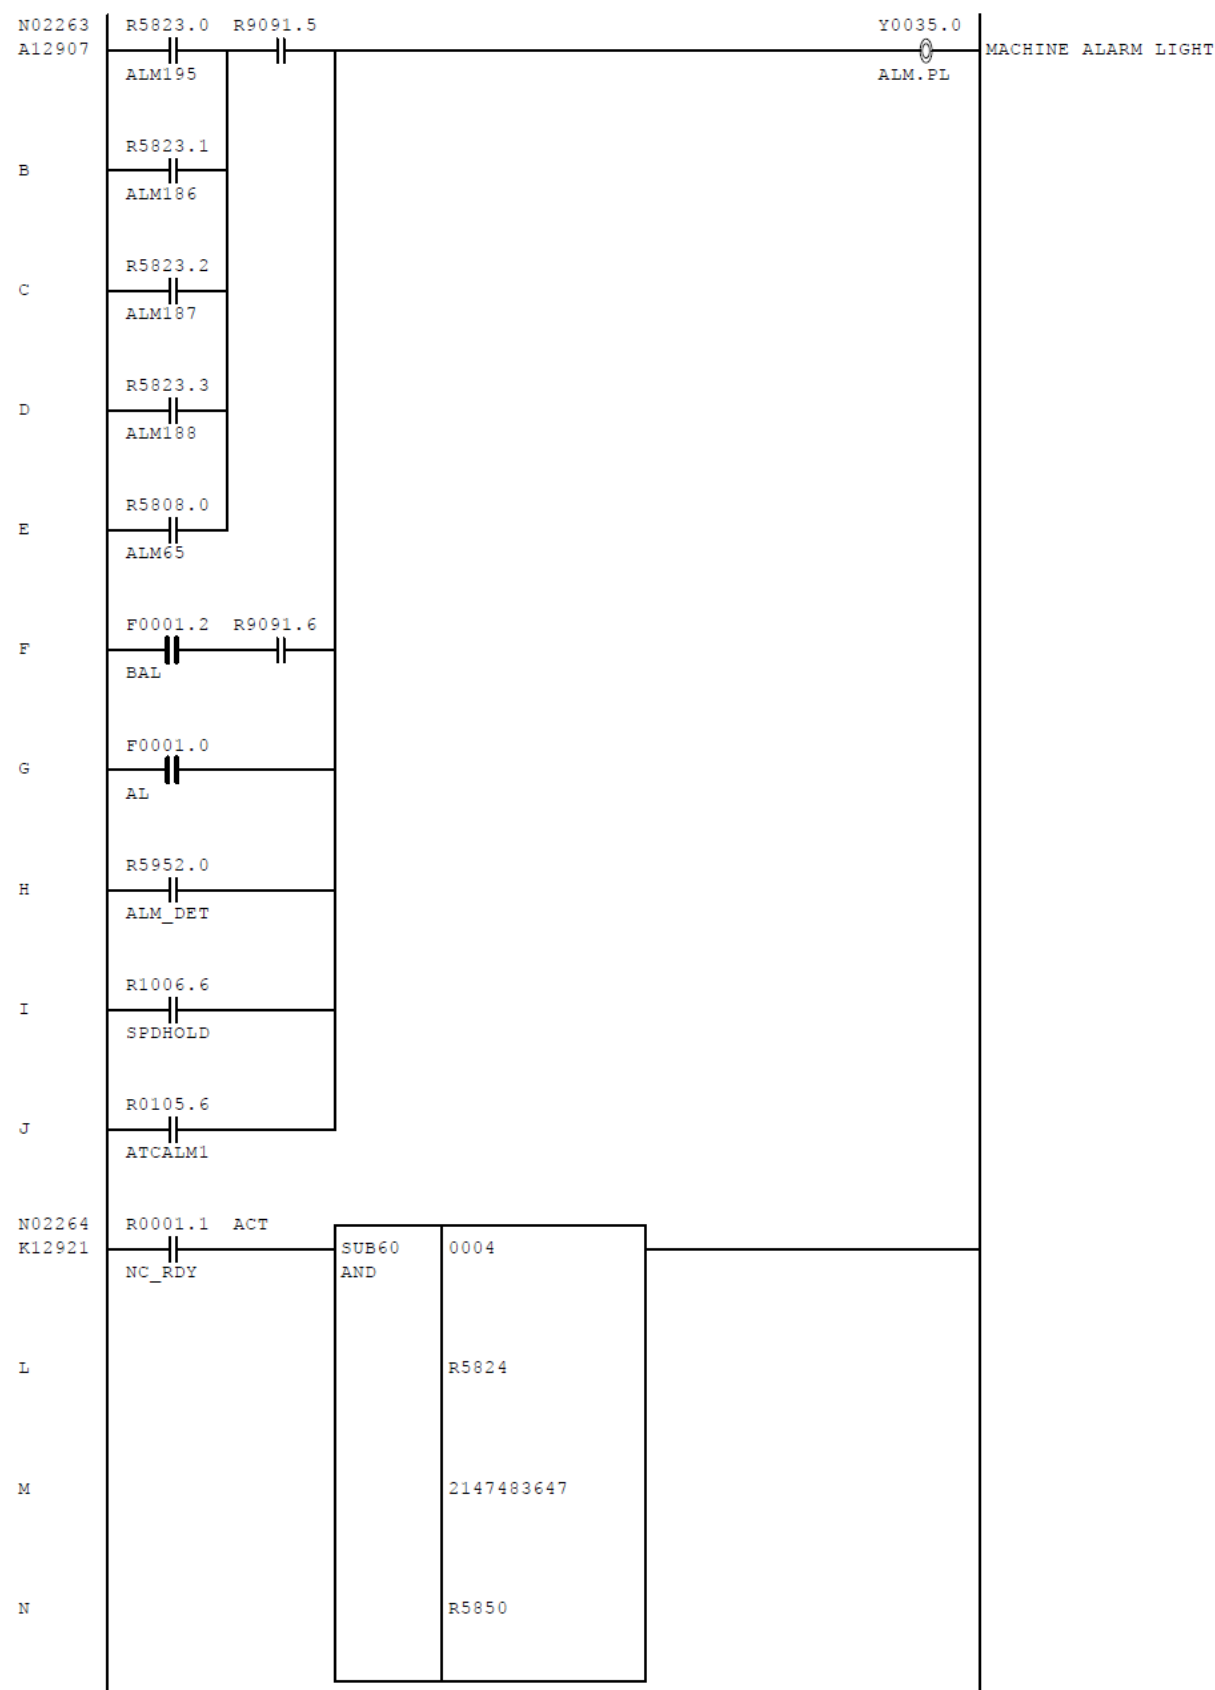 N02263 R5823.0 R9091.5 Y0035.0
A12907 MACHINE ALARM LIGHT
ALM195 ALM.PL
R5823.1
B
ALM186
R5823.2
C
ALM187
R5823.3
D
ALM188
R5808.0
E
ALM65
F0001.2 R9091.6
F
BAL
F0001.0
G
AL
R5952.0
H
ALM_DET
R1006.6
I
SPDHOLD
R0105.6
J
ATCALM1
N02264 R0001.1 ACT
K12921 SUB60 0004
NC_RDY AND
L R5824
M 2147483647
N R5850